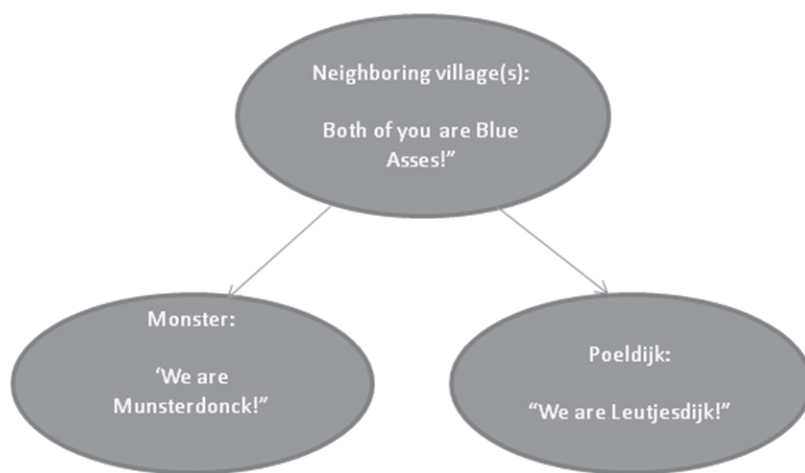 Neighboring village(s):
Both of you are Blue
Asses!”
Monster:
‘We are
Munsterdonck!”
Poeldijk:
“We are Leutjesdijk!”